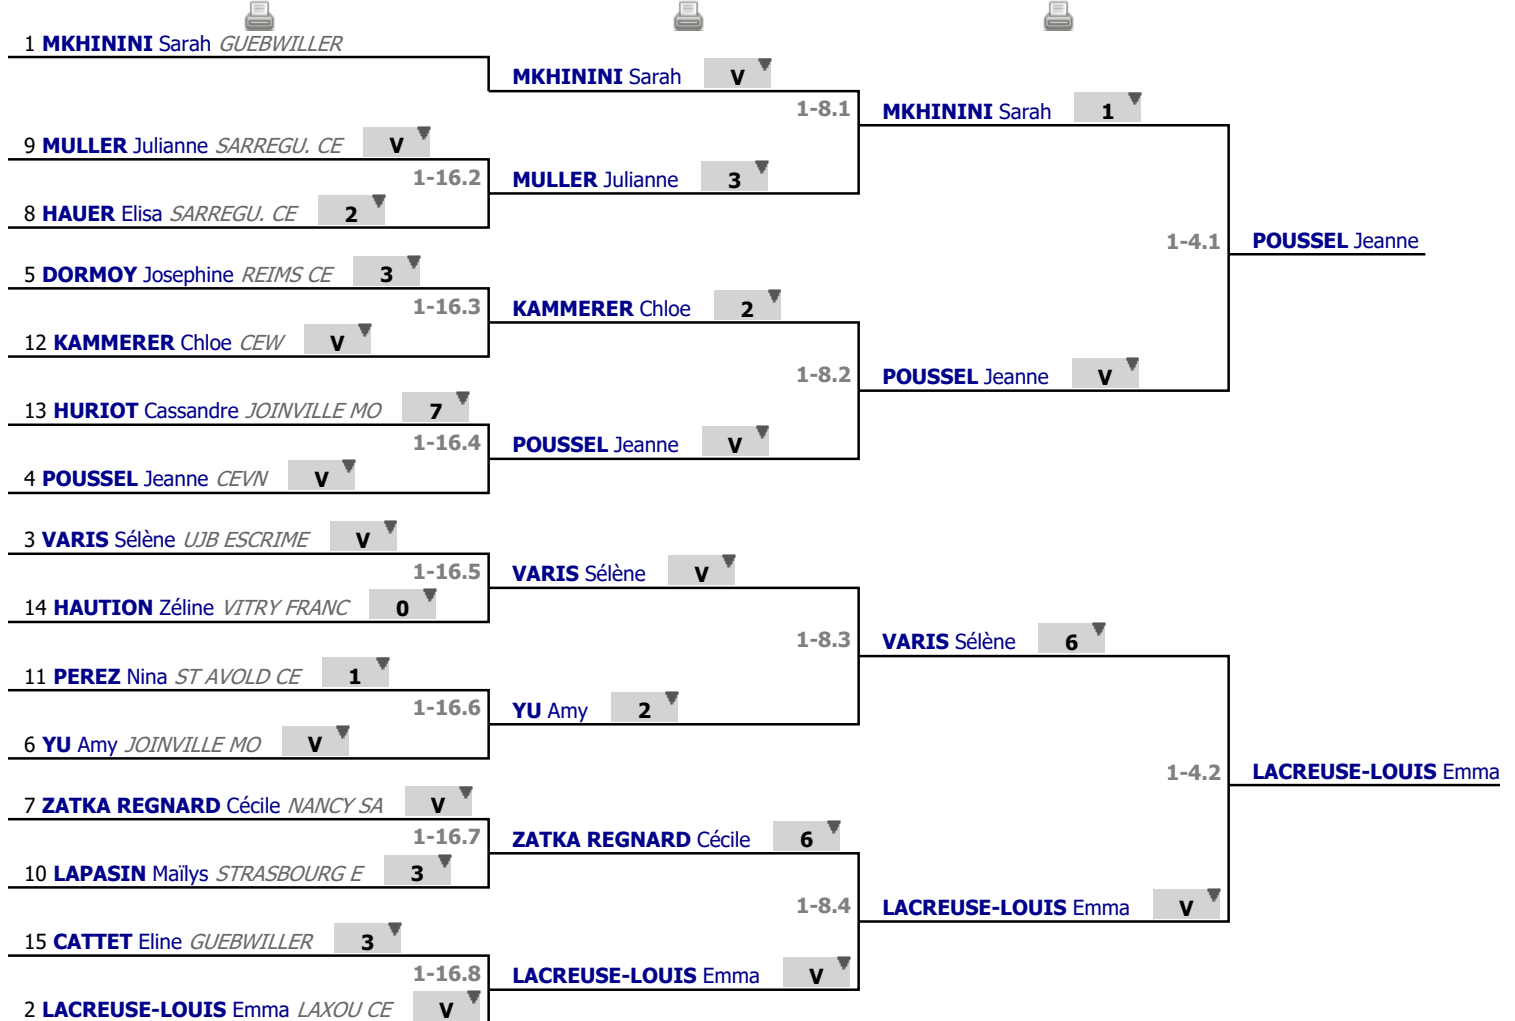 1 MKHININI Sarah GUEBWILLER
9 MULLER Julianne SARREGU. CE V
1-16.2
8 HAUER Elisa SARREGU. CE 2
5 DORMOY Josephine REIMS CE 3
1-16.3
12 KAMMERER Chloe CEW V
13 HURIOT Cassandre JOINVILLE MO 7
1-16.4
4 POUSSEL Jeanne CEVN V
3 VARIS Sélène UJB ESCRIME V
1-16.5
14 HAUTION Zéline VITRY FRANC 0
11 PEREZ Nina ST AVOLD CE 1
1-16.6
6 YU Amy JOINVILLE MO V
7 ZATKA REGNARD Cécile NANCY SA V
1-16.7
10 LAPASIN Maïlys STRASBOURG E 3
15 CATTET Eline GUEBWILLER 3
1-16.8
2 LACREUSE-LOUIS Emma LAXOU CE V
MKHININI Sarah V
1-8.1
MULLER Julianne 3
KAMMERER Chloe 2
1-8.2
POUSSEL Jeanne V
VARIS Sélène V
1-8.3
YU Amy 2
ZATKA REGNARD Cécile 6
1-8.4
LACREUSE-LOUIS Emma V
MKHININI Sarah 1
1-4.1
POUSSEL Jeanne V
VARIS Sélène 6
1-4.2
LACREUSE-LOUIS Emma V
POUSSEL Jeanne
LACREUSE-LOUIS Emma